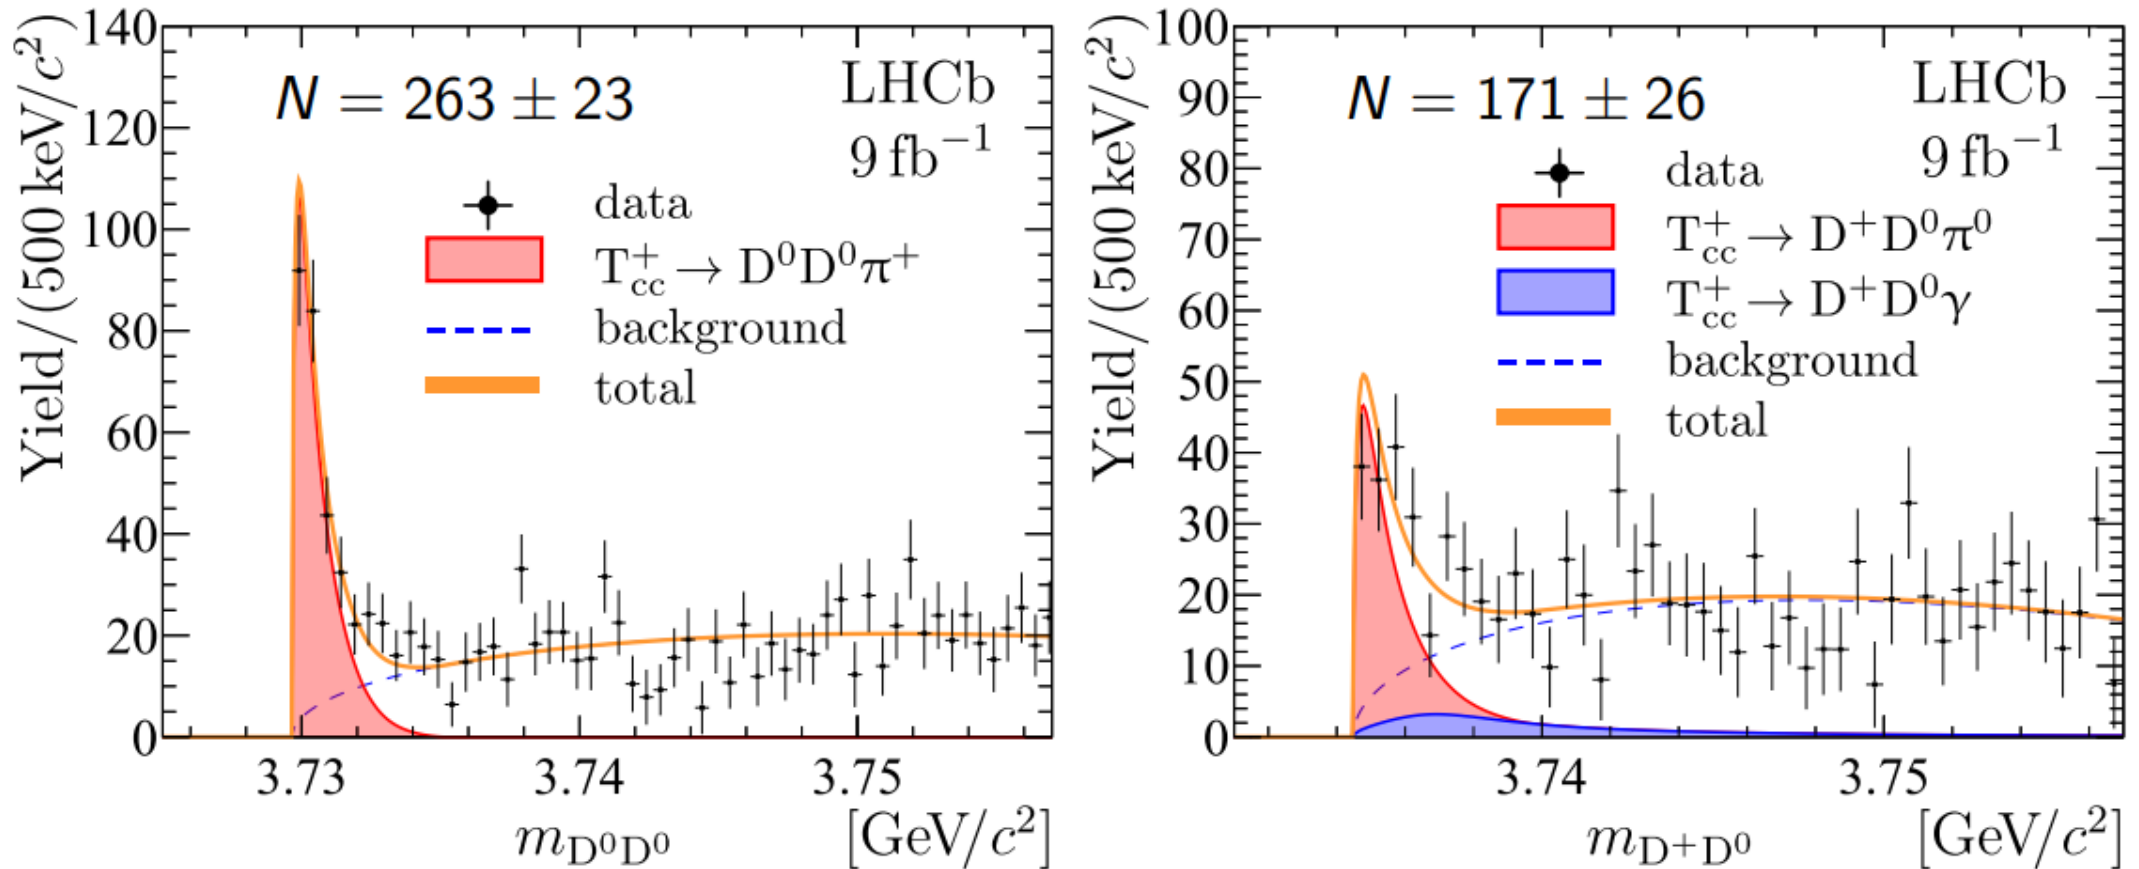 Yield/(500 keV/c²)
140
120
100
80
60
40
20
0
N = 263 ± 23
LHCb
9 fb⁻¹
data
T⁺cc → D⁰D⁰π⁺
background
total
3.73
3.74
3.75
m D⁰D⁰
[GeV/c²]
Yield/(500 keV/c²)
100
90
80
70
60
50
40
30
20
10
0
N = 171 ± 26
LHCb
9 fb⁻¹
data
T⁺cc → D⁺D⁰π⁰
T⁺cc → D⁺D⁰γ
background
total
3.74
3.75
m D⁺D⁰
[GeV/c²]